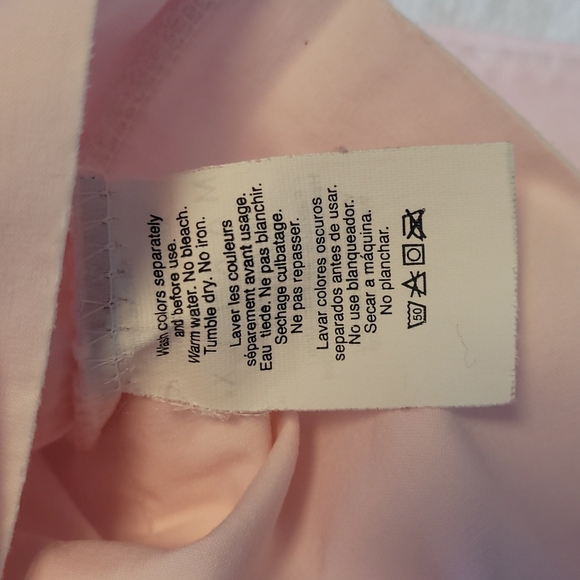 Wash colors separately
and before use.
Warm water. No bleach.
Tumble dry. No iron.
Laver les couleurs
séparement avant usage.
Eau tiede. Ne pas blanchir.
Sechage culbatage.
Ne pas repasser.
Lavar colores oscuros
separados antes de usar.
No use blanqueador.
Secar a máquina.
No planchar.
50